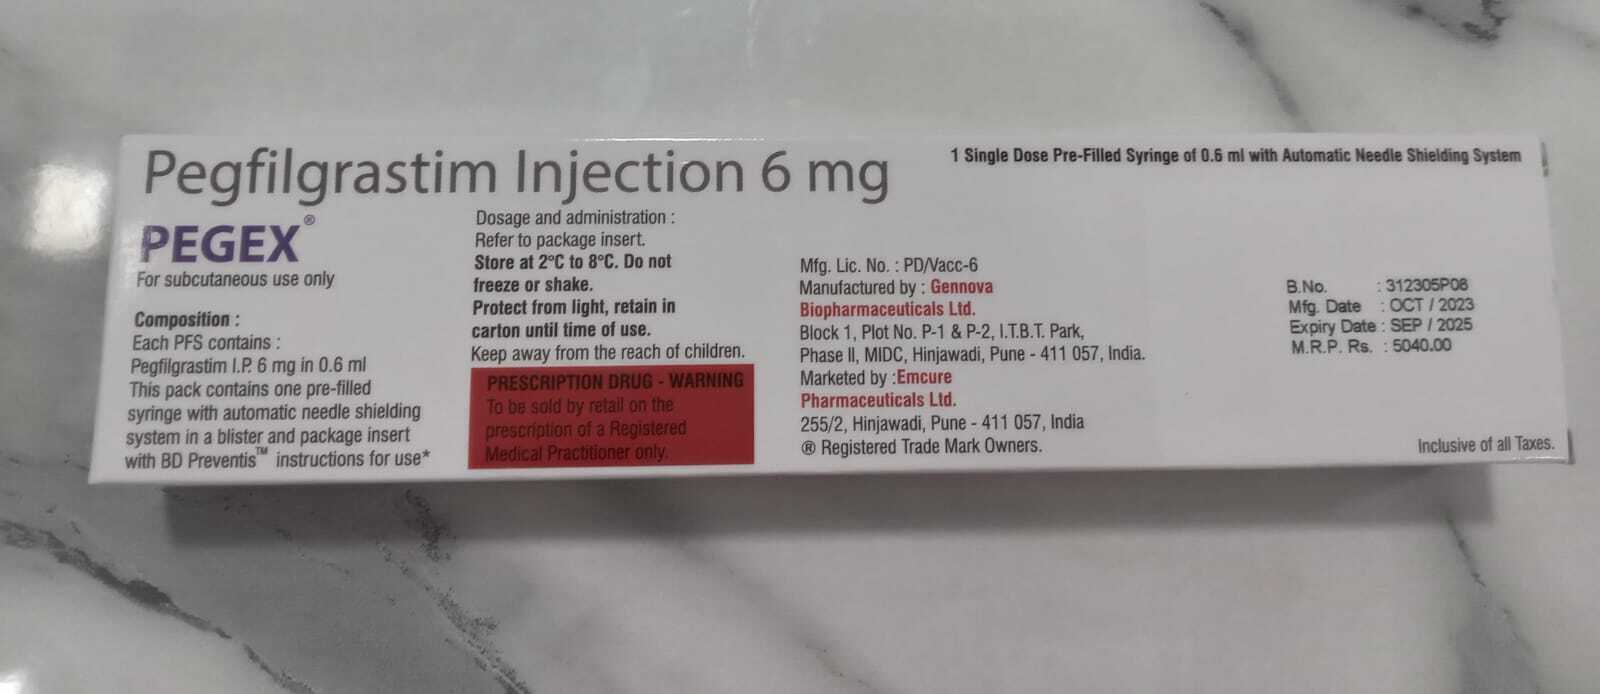 Pegfilgrastim Injection 6 mg
1 Single Dose Pre-Filled Syringe of 0.6 ml with Automatic Needle Shielding System
PEGEX®
For subcutaneous use only
Composition :
Each PFS contains :
Pegfilgrastim I.P. 6 mg in 0.6 ml
This pack contains one pre-filled
syringe with automatic needle shielding
system in a blister and package insert
with BD Preventis™ instructions for use*
Dosage and administration :
Refer to package insert.
Store at 2°C to 8°C. Do not
freeze or shake.
Protect from light, retain in
carton until time of use.
Keep away from the reach of children.
PRESCRIPTION DRUG - WARNING
To be sold by retail on the
prescription of a Registered
Medical Practitioner only.
Mfg. Lic. No. : PD/Vacc-6
Manufactured by : Gennova
Biopharmaceuticals Ltd.
Block 1, Plot No. P-1 & P-2, I.T.B.T. Park,
Phase II, MIDC, Hinjawadi, Pune - 411 057, India.
Marketed by :Emcure
Pharmaceuticals Ltd.
255/2, Hinjawadi, Pune - 411 057, India
® Registered Trade Mark Owners.
B.No. : 312305P08
Mfg. Date : OCT / 2023
Expiry Date : SEP / 2025
M.R.P. Rs. : 5040.00
Inclusive of all Taxes.